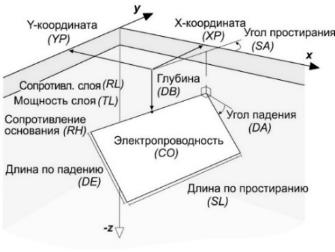 y
Y-координата
(YP)
X-координата
(XP)
Угол простирания
(SA)
x
Сопротивл. слоя (RL)
Мощность слоя (TL)
Глубина
(DB)
Сопротивление
основания (RH)
Угол падения
(DA)
Электропроводность
(CO)
Длина по падению
(DE)
Длина по простиранию
(SL)
-z